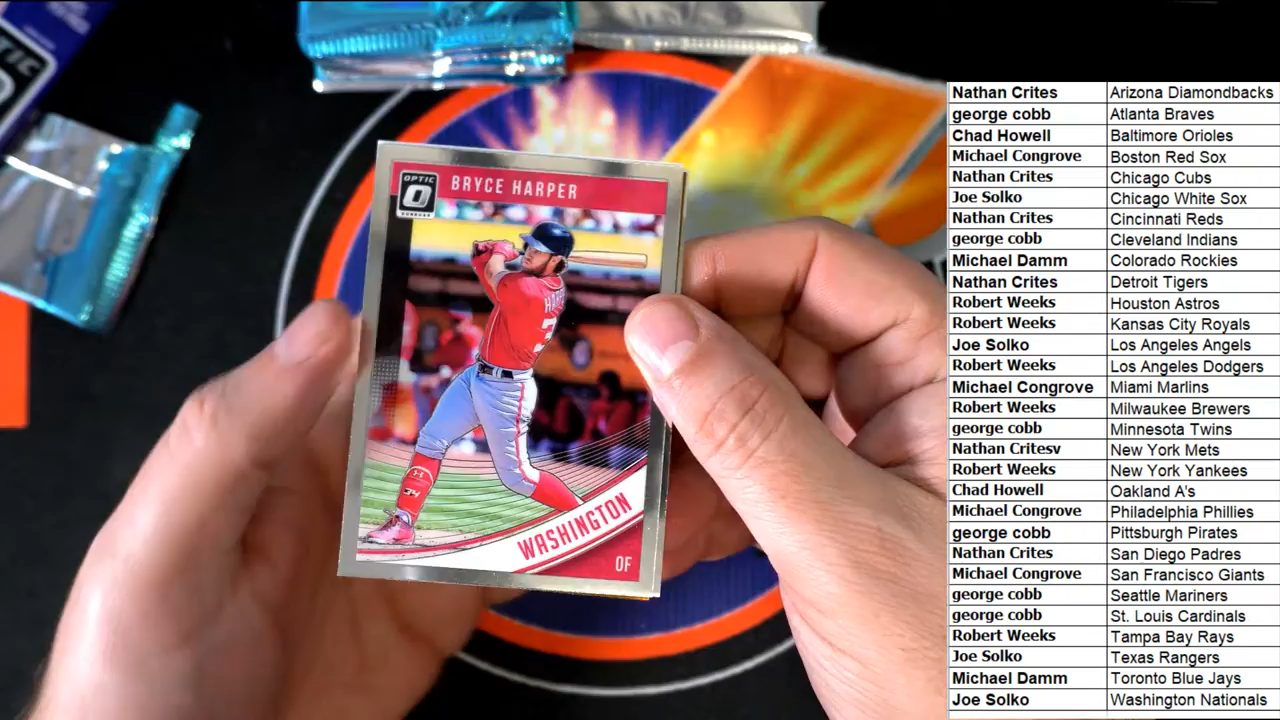 OPTIC
DONRUSS
BRYCE HARPER
34
WASHINGTON
OF
Nathan Crites Arizona Diamondbacks
george cobb Atlanta Braves
Chad Howell Baltimore Orioles
Michael Congrove Boston Red Sox
Nathan Crites Chicago Cubs
Joe Solko Chicago White Sox
Nathan Crites Cincinnati Reds
george cobb Cleveland Indians
Michael Damm Colorado Rockies
Nathan Crites Detroit Tigers
Robert Weeks Houston Astros
Robert Weeks Kansas City Royals
Joe Solko Los Angeles Angels
Robert Weeks Los Angeles Dodgers
Michael Congrove Miami Marlins
Robert Weeks Milwaukee Brewers
george cobb Minnesota Twins
Nathan Critesv New York Mets
Robert Weeks New York Yankees
Chad Howell Oakland A's
Michael Congrove Philadelphia Phillies
george cobb Pittsburgh Pirates
Nathan Crites San Diego Padres
Michael Congrove San Francisco Giants
george cobb Seattle Mariners
george cobb St. Louis Cardinals
Robert Weeks Tampa Bay Rays
Joe Solko Texas Rangers
Michael Damm Toronto Blue Jays
Joe Solko Washington Nationals